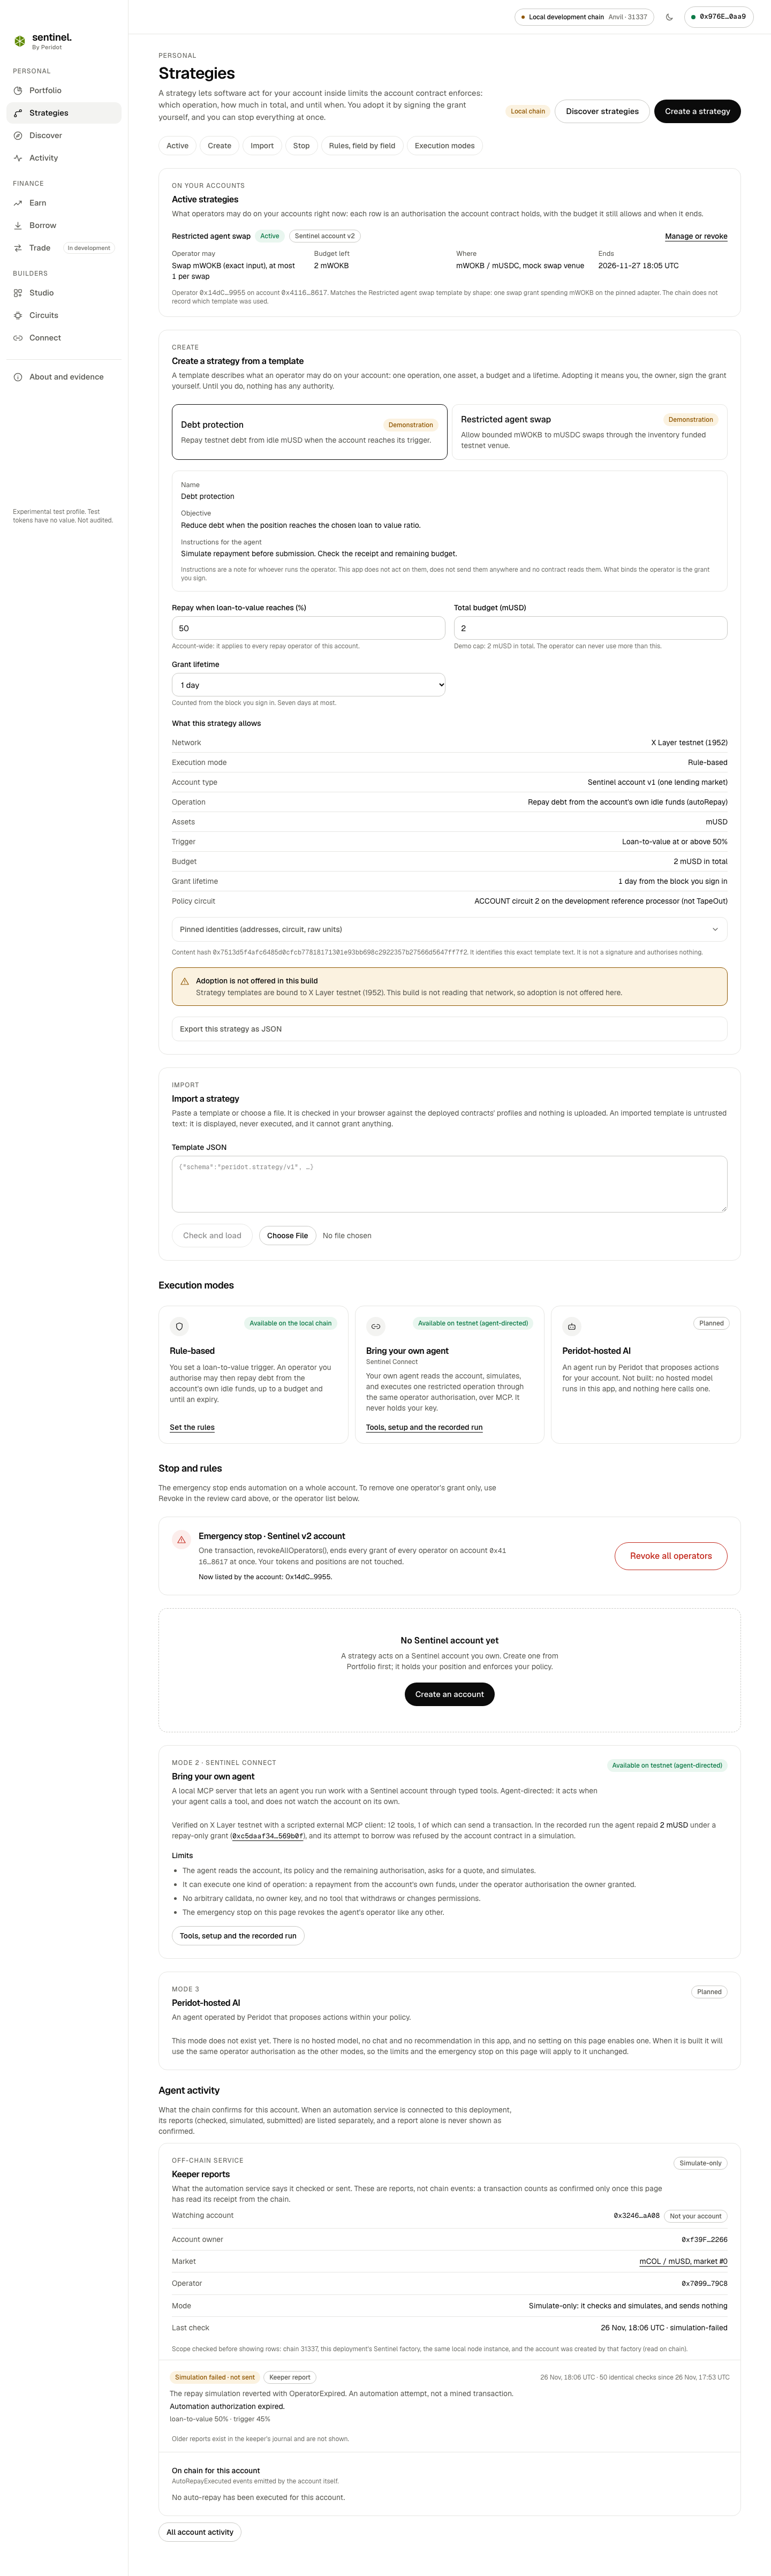 Local development chain Anvil · 31337
0x976E…0aa9
sentinel.
By Peridot
PERSONAL
Portfolio
Strategies
Discover
Activity
FINANCE
Earn
Borrow
Trade In development
BUILDERS
Studio
Circuits
Connect
About and evidence
Experimental test profile. Test
tokens have no value. Not audited.
PERSONAL
Strategies
A strategy lets software act for your account inside limits the account contract enforces:
which operation, how much in total, and until when. You adopt it by signing the grant
yourself, and you can stop everything at once.
Local chain
Discover strategies
Create a strategy
Active
Create
Import
Stop
Rules, field by field
Execution modes
ON YOUR ACCOUNTS
Active strategies
What operators may do on your accounts right now: each row is an authorisation the account contract holds, with the budget it still allows and when it ends.
Restricted agent swap Active Sentinel account v2
Manage or revoke
Operator may
Swap mWOKB (exact input), at most
1 per swap
Budget left
2 mWOKB
Where
mWOKB / mUSDC, mock swap venue
Ends
2026-11-27 18:05 UTC
Operator 0x14dC…9955 on account 0x4116…8617. Matches the Restricted agent swap template by shape: one swap grant spending mWOKB on the pinned adapter. The chain does not
record which template was used.
CREATE
Create a strategy from a template
A template describes what an operator may do on your account: one operation, one asset, a budget and a lifetime. Adopting it means you, the owner, sign the grant
yourself. Until you do, nothing has any authority.
Debt protection
Demonstration
Repay testnet debt from idle mUSD when the account reaches its trigger.
Restricted agent swap
Demonstration
Allow bounded mWOKB to mUSDC swaps through the inventory funded
testnet venue.
Name
Debt protection
Objective
Reduce debt when the position reaches the chosen loan to value ratio.
Instructions for the agent
Simulate repayment before submission. Check the receipt and remaining budget.
Instructions are a note for whoever runs the operator. This app does not act on them, does not send them anywhere and no contract reads them. What binds the operator is the grant
you sign.
Repay when loan-to-value reaches (%)
50
Account-wide: it applies to every repay operator of this account.
Total budget (mUSD)
2
Demo cap: 2 mUSD in total. The operator can never use more than this.
Grant lifetime
1 day
Counted from the block you sign in. Seven days at most.
What this strategy allows
Network X Layer testnet (1952)
Execution mode Rule-based
Account type Sentinel account v1 (one lending market)
Operation Repay debt from the account's own idle funds (autoRepay)
Assets mUSD
Trigger Loan-to-value at or above 50%
Budget 2 mUSD in total
Grant lifetime 1 day from the block you sign in
Policy circuit ACCOUNT circuit 2 on the development reference processor (not TapeOut)
Pinned identities (addresses, circuit, raw units)
Content hash 0x7513d5f4afc6485d0cfcb77818171301e93bb698c2922357b27566d5647ff7f2. It identifies this exact template text. It is not a signature and authorises nothing.
Adoption is not offered in this build
Strategy templates are bound to X Layer testnet (1952). This build is not reading that network, so adoption is not offered here.
Export this strategy as JSON
IMPORT
Import a strategy
Paste a template or choose a file. It is checked in your browser against the deployed contracts' profiles and nothing is uploaded. An imported template is untrusted
text: it is displayed, never executed, and it cannot grant anything.
Template JSON
{"schema":"peridot.strategy/v1", …}
Check and load
Choose File No file chosen
Execution modes
Available on the local chain
Rule-based
You set a loan-to-value trigger. An operator you
authorise may then repay debt from the
account's own idle funds, up to a budget and
until an expiry.
Set the rules
Available on testnet (agent-directed)
Bring your own agent
Sentinel Connect
Your own agent reads the account, simulates,
and executes one restricted operation through
the same operator authorisation, over MCP. It
never holds your key.
Tools, setup and the recorded run
Planned
Peridot-hosted AI
An agent run by Peridot that proposes actions
for your account. Not built: no hosted model
runs in this app, and nothing here calls one.
Stop and rules
The emergency stop ends automation on a whole account. To remove one operator's grant only, use
Revoke in the review card above, or the operator list below.
Emergency stop · Sentinel v2 account
One transaction, revokeAllOperators(), ends every grant of every operator on account 0x41
16…8617 at once. Your tokens and positions are not touched.
Now listed by the account: 0x14dC…9955.
Revoke all operators
No Sentinel account yet
A strategy acts on a Sentinel account you own. Create one from
Portfolio first; it holds your position and enforces your policy.
Create an account
MODE 2 · SENTINEL CONNECT
Available on testnet (agent-directed)
Bring your own agent
A local MCP server that lets an agent you run work with a Sentinel account through typed tools. Agent-directed: it acts when
your agent calls a tool, and does not watch the account on its own.
Verified on X Layer testnet with a scripted external MCP client: 12 tools, 1 of which can send a transaction. In the recorded run the agent repaid 2 mUSD under a
repay-only grant (0xc5daaf34…569b0f), and its attempt to borrow was refused by the account contract in a simulation.
Limits
• The agent reads the account, its policy and the remaining authorisation, asks for a quote, and simulates.
• It can execute one kind of operation: a repayment from the account's own funds, under the operator authorisation the owner granted.
• No arbitrary calldata, no owner key, and no tool that withdraws or changes permissions.
• The emergency stop on this page revokes the agent's operator like any other.
Tools, setup and the recorded run
MODE 3
Planned
Peridot-hosted AI
An agent operated by Peridot that proposes actions within your policy.
This mode does not exist yet. There is no hosted model, no chat and no recommendation in this app, and no setting on this page enables one. When it is built it will
use the same operator authorisation as the other modes, so the limits and the emergency stop on this page will apply to it unchanged.
Agent activity
What the chain confirms for this account. When an automation service is connected to this deployment,
its reports (checked, simulated, submitted) are listed separately, and a report alone is never shown as
confirmed.
OFF-CHAIN SERVICE
Simulate-only
Keeper reports
What the automation service says it checked or sent. These are reports, not chain events: a transaction counts as confirmed only once this page
has read its receipt from the chain.
Watching account 0x3246…aA08 Not your account
Account owner 0xf39F…2266
Market mCOL / mUSD, market #0
Operator 0x7099…79C8
Mode Simulate-only: it checks and simulates, and sends nothing
Last check 26 Nov, 18:06 UTC · simulation-failed
Scope checked before showing rows: chain 31337, this deployment's Sentinel factory, the same local node instance, and the account was created by that factory (read on chain).
Simulation failed · not sent Keeper report
26 Nov, 18:06 UTC · 50 identical checks since 26 Nov, 17:53 UTC
The repay simulation reverted with OperatorExpired. An automation attempt, not a mined transaction.
Automation authorization expired.
loan-to-value 50% · trigger 45%
Older reports exist in the keeper's journal and are not shown.
On chain for this account
AutoRepayExecuted events emitted by the account itself.
No auto-repay has been executed for this account.
All account activity